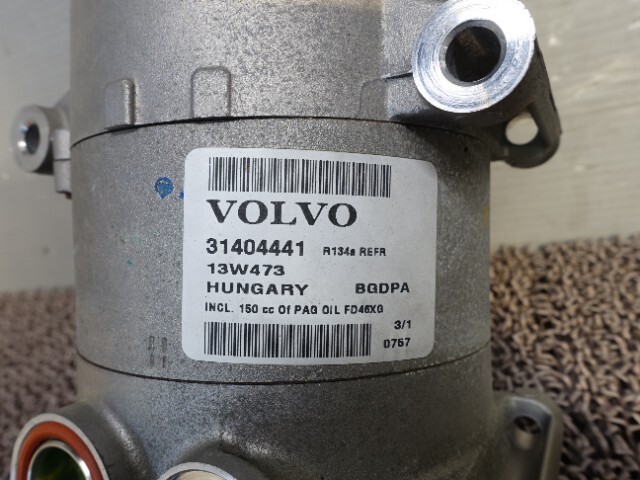 VOLVO
31404441 R134a REFR
13W473
HUNGARY BGDPA
INCL. 150 cc Of PAG OIL FD46XG
3/1
0757